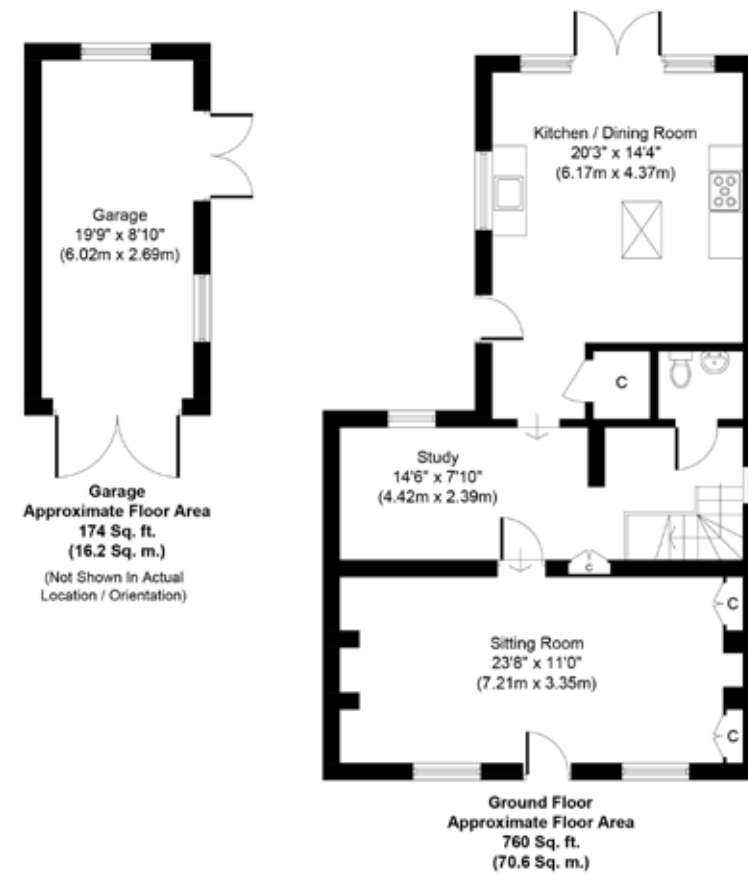 Garage
19'9" x 8'10"
(6.02m x 2.69m)
Garage
Approximate Floor Area
174 Sq. ft.
(16.2 Sq. m.)
(Not Shown In Actual
Location / Orientation)
Kitchen / Dining Room
20'3" x 14'4"
(6.17m x 4.37m)
C
Study
14'6" x 7'10"
(4.42m x 2.39m)
c
C
Sitting Room
23'8" x 11'0"
(7.21m x 3.35m)
C
Ground Floor
Approximate Floor Area
760 Sq. ft.
(70.6 Sq. m.)